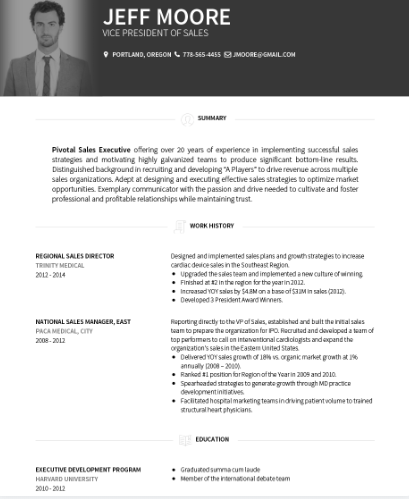 JEFF MOORE
VICE PRESIDENT OF SALES
PORTLAND, OREGON 778-565-4455 JMOORE@GMAIL.COM
SUMMARY
Pivotal Sales Executive offering over 20 years of experience in implementing successful sales
strategies and motivating highly galvanized teams to produce significant bottom-line results.
Distinguished background in recruiting and developing "A Players" to drive revenue across multiple
sales organizations. Adept at designing and executing effective sales strategies to optimize market
opportunities. Exemplary communicator with the passion and drive needed to cultivate and foster
professional and profitable relationships while maintaining trust.
WORK HISTORY
REGIONAL SALES DIRECTOR
TRINITY MEDICAL
2012 - 2014
Designed and implemented sales plans and growth strategies to increase
cardiac device sales in the Southeast Region.
• Upgraded the sales team and implemented a new culture of winning.
• Finished at #2 in the region for the year in 2012.
• Increased YOY sales by $4.8M on a base of $31M in sales (2012).
• Developed 3 President Award Winners.
NATIONAL SALES MANAGER, EAST
PACA MEDICAL, CITY
2008 - 2012
Reporting directly to the VP of Sales, established and built the initial sales
team to prepare the organization for IPO. Recruited and developed a team of
top performers to call on interventional cardiologists and expand the
organization's sales in the Eastern United States.
• Delivered YOY sales growth of 18% vs. organic market growth at 1%
annually (2008 – 2010).
• Ranked #1 position for Region of the Year in 2009 and 2010.
• Spearheaded strategies to generate growth through MD practice
development initiatives.
• Facilitated hospital marketing teams in driving patient volume to transmit
structural heart physicians.
EDUCATION
EXECUTIVE DEVELOPMENT PROGRAM
HARVARD UNIVERSITY
2010 - 2012
• Graduated summa cum laude
• Member of the international debate team